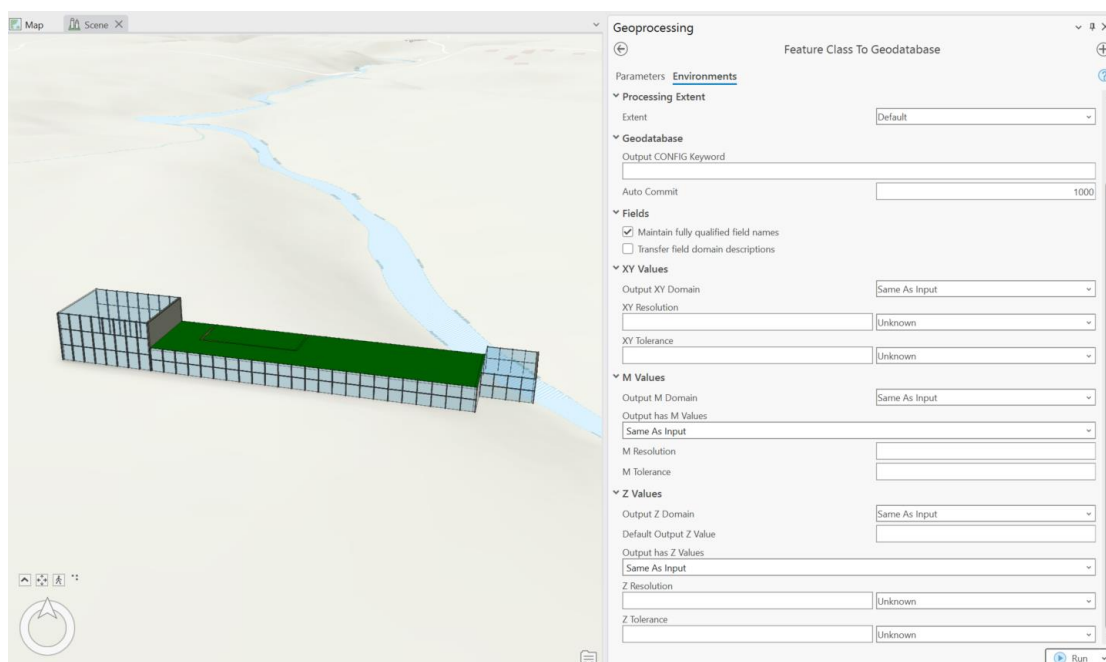 Map
Scene
Geoprocessing
Feature Class To Geodatabase
Parameters Environments
Processing Extent
Extent Default
Geodatabase
Output CONFIG Keyword
Auto Commit 1000
Fields
Maintain fully qualified field names
Transfer field domain descriptions
XY Values
Output XY Domain Same As Input
XY Resolution
Unknown
XY Tolerance
Unknown
M Values
Output M Domain Same As Input
Output has M Values
Same As Input
M Resolution
M Tolerance
Z Values
Output Z Domain Same As Input
Default Output Z Value
Output has Z Values
Same As Input
Z Resolution
Unknown
Z Tolerance
Unknown
Run